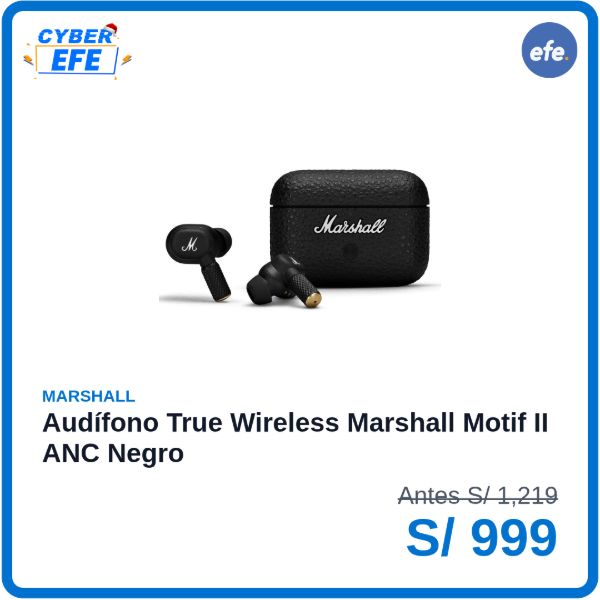 CYBER
EFE
efe.
Marshall
M
MARSHALL
Audífono True Wireless Marshall Motif II
ANC Negro
Antes S/ 1,219
S/ 999